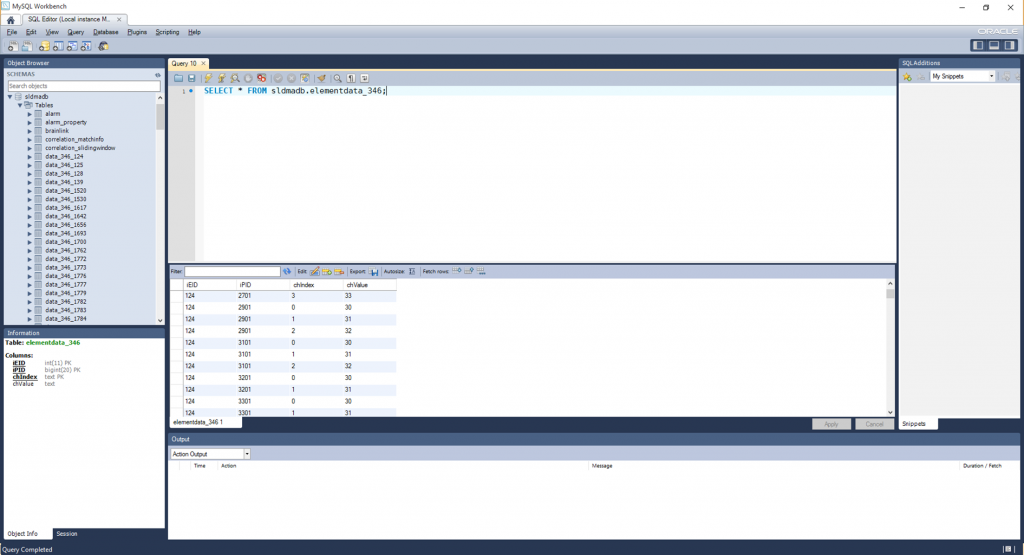 MySQL Workbench
SQL Editor (Local instance M...
File Edit View Query Database Plugins Scripting Help
ORACLE
Object Browser
SCHEMAS
Search objects
sldmadb
Tables
alarm
alarm_property
brainlink
correlation_matchinfo
correlation_slidingwindow
data_346_124
data_346_125
data_346_128
data_346_139
data_346_1520
data_346_1530
data_346_1617
data_346_1642
data_346_1656
data_346_1693
data_346_1700
data_346_1762
data_346_1772
data_346_1773
data_346_1776
data_346_1777
data_346_1779
data_346_1782
data_346_1783
data_346_1784
Information
Table: elementdata_346
Columns:
iEID int(11) PK
iPID bigint(20) PK
chIndex text PK
chValue text
Object Info Session
Query 10
1 SELECT * FROM sldmadb.elementdata_346;
Filter: Edit: Export: Autosize: Fetch rows:
iEID iPID chIndex chValue
124 2701 3 33
124 2901 0 30
124 2901 1 31
124 2901 2 32
124 3101 0 30
124 3101 1 31
124 3101 2 32
124 3201 0 30
124 3201 1 31
124 3301 0 30
124 3301 1 31
elementdata_346 1
Apply Cancel
SQL Additions
My Snippets
Snippets
Output
Action Output
Time Action Message Duration / Fetch
Query Completed